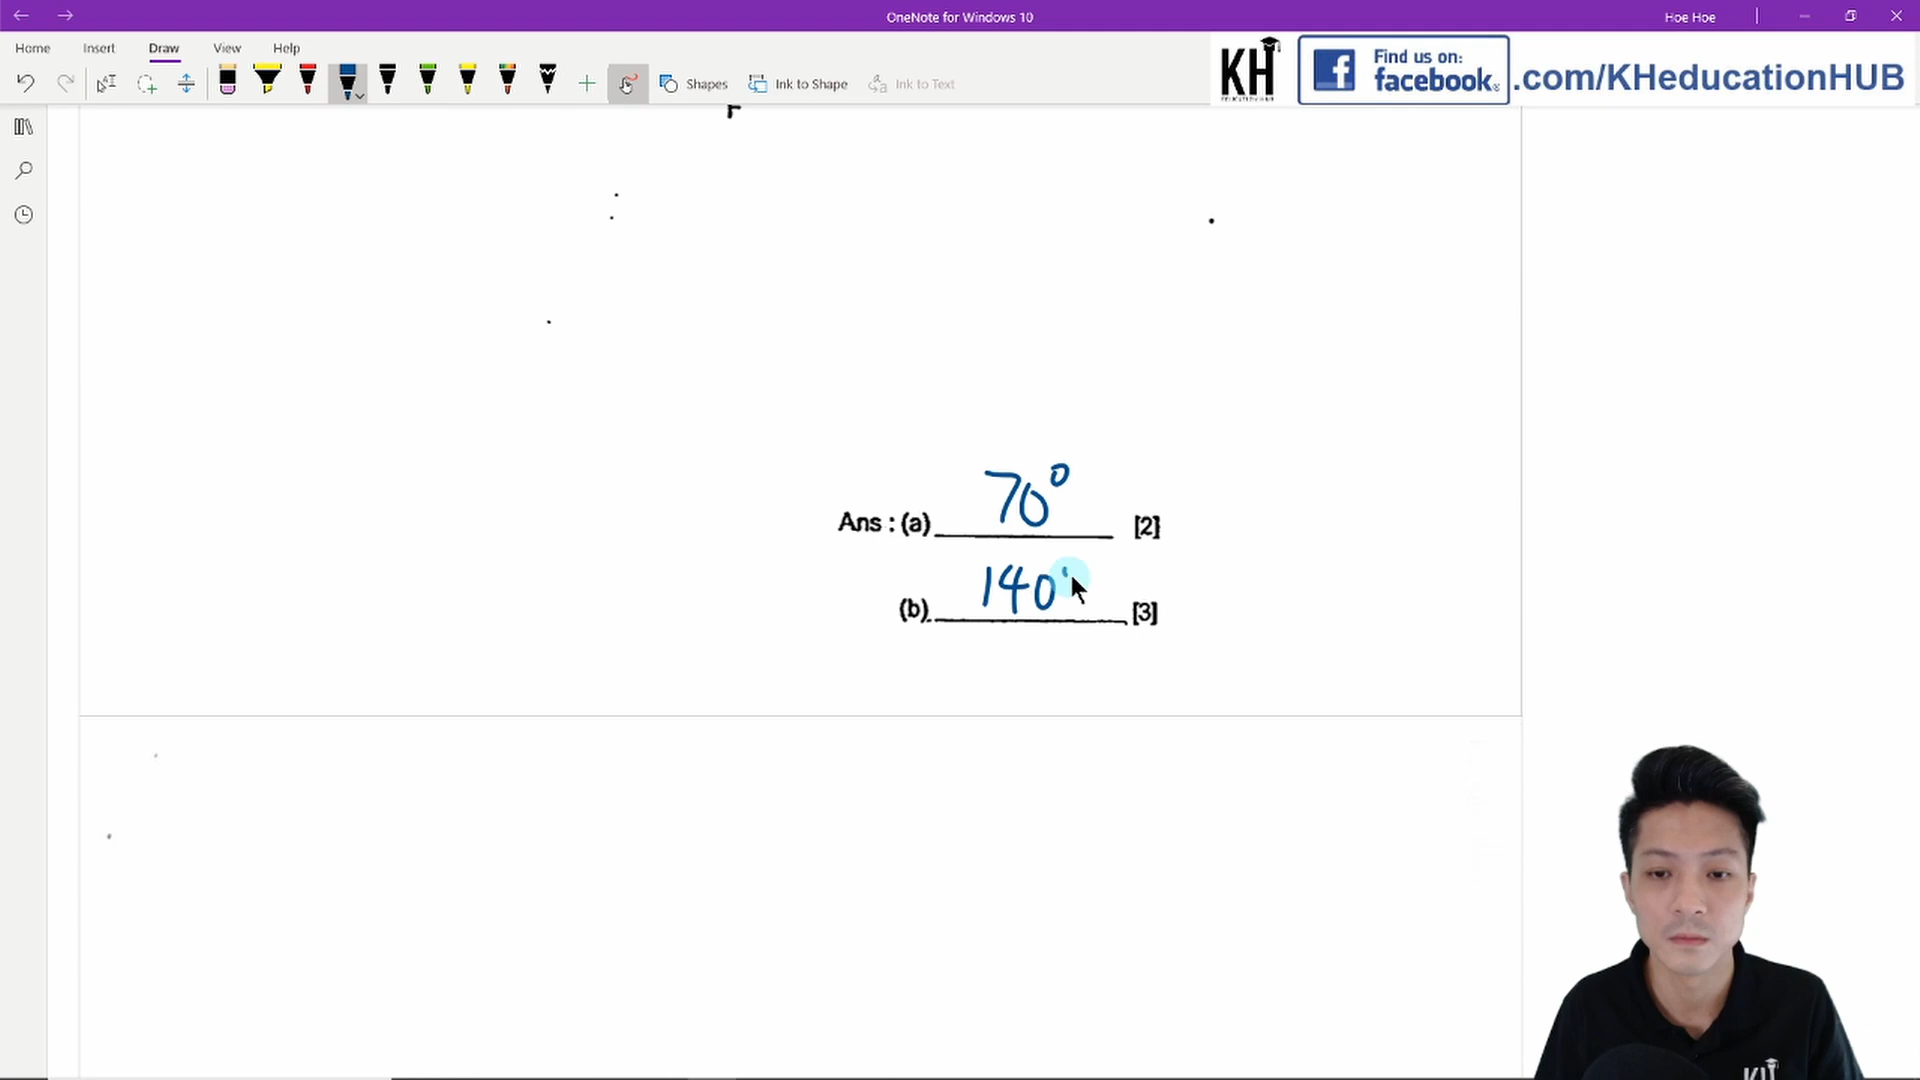 OneNote for Windows 10
Hoe Hoe
Home Insert Draw View Help
Shapes Ink to Shape Ink to Text
KH
Find us on:
facebook .com/KHeducationHUB
F
Ans : (a) 70° [2]
(b) 140° [3]